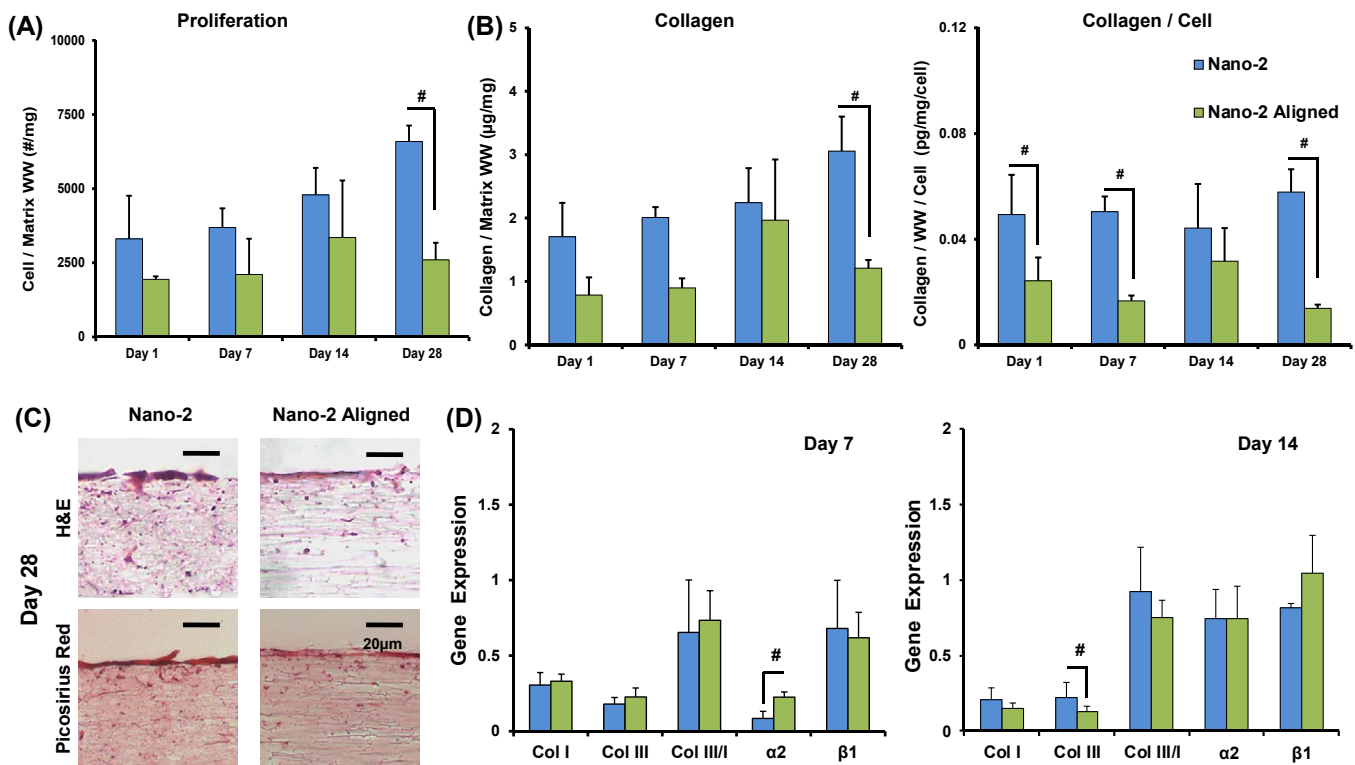 (A)
Proliferation
Cell / Matrix WW (#/mg)
10000
7500
5000
2500
0
#
Day 1 Day 7 Day 14 Day 28
(B)
Collagen
Collagen / Matrix WW (µg/mg)
5
4
3
2
1
0
#
Day 1 Day 7 Day 14 Day 28
Collagen / Cell
Collagen / WW / Cell (pg/mg/cell)
0.12
0.08
0.04
0
Nano-2
Nano-2 Aligned
# # #
Day 1 Day 7 Day 14 Day 28
(C)
Nano-2 Nano-2 Aligned
Day 28
H&E
Picosirius Red
20µm
(D)
Day 7
Gene Expression
2
1.5
1
0.5
0
#
Col I Col III Col III/I α2 β1
Day 14
Gene Expression
2
1.5
1
0.5
0
#
Col I Col III Col III/I α2 β1